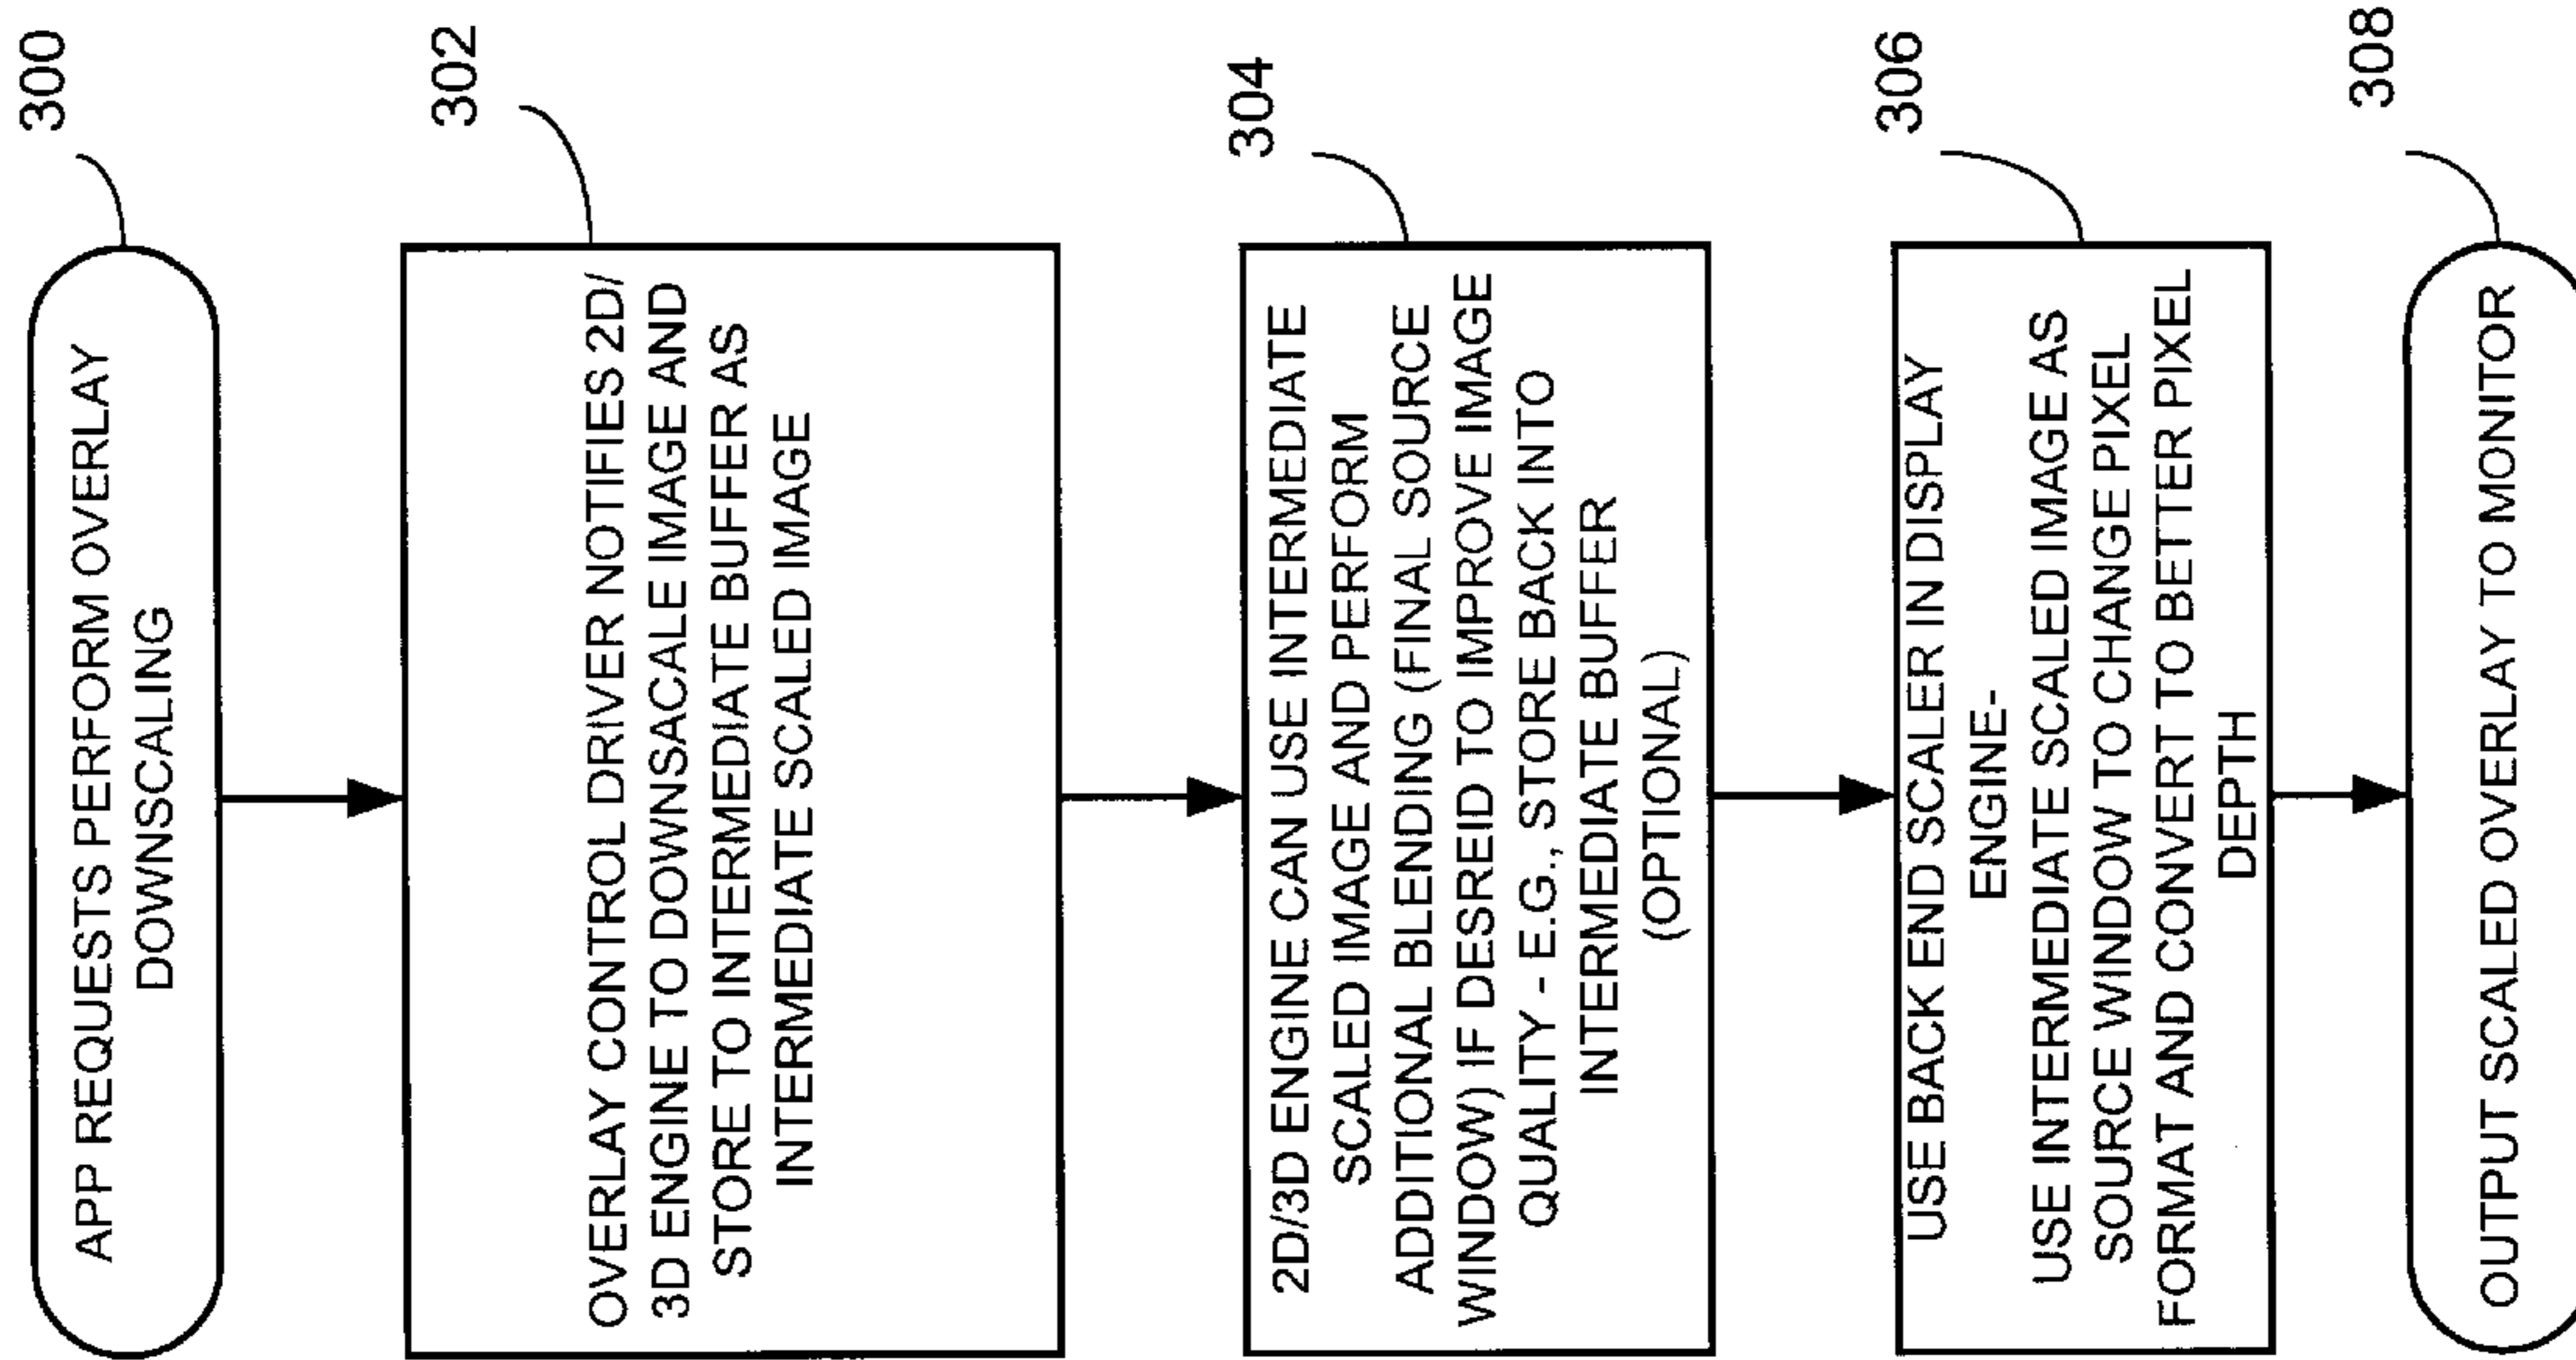 300
APP REQUESTS PERFORM OVERLAY
DOWNSCALING
302
OVERLAY CONTROL DRIVER NOTIFIES 2D/
3D ENGINE TO DOWNSACALE IMAGE AND
STORE TO INTERMEDIATE BUFFER AS
INTERMEDIATE SCALED IMAGE
304
2D/3D ENGINE CAN USE INTERMEDIATE
SCALED IMAGE AND PERFORM
ADDITIONAL BLENDING (FINAL SOURCE
WINDOW) IF DESREID TO IMPROVE IMAGE
QUALITY - E.G., STORE BACK INTO
INTERMEDIATE BUFFER
(OPTIONAL)
306
USE BACK END SCALER IN DISPLAY
ENGINE-
USE INTERMEDIATE SCALED IMAGE AS
SOURCE WINDOW TO CHANGE PIXEL
FORMAT AND CONVERT TO BETTER PIXEL
DEPTH
308
OUTPUT SCALED OVERLAY TO MONITOR